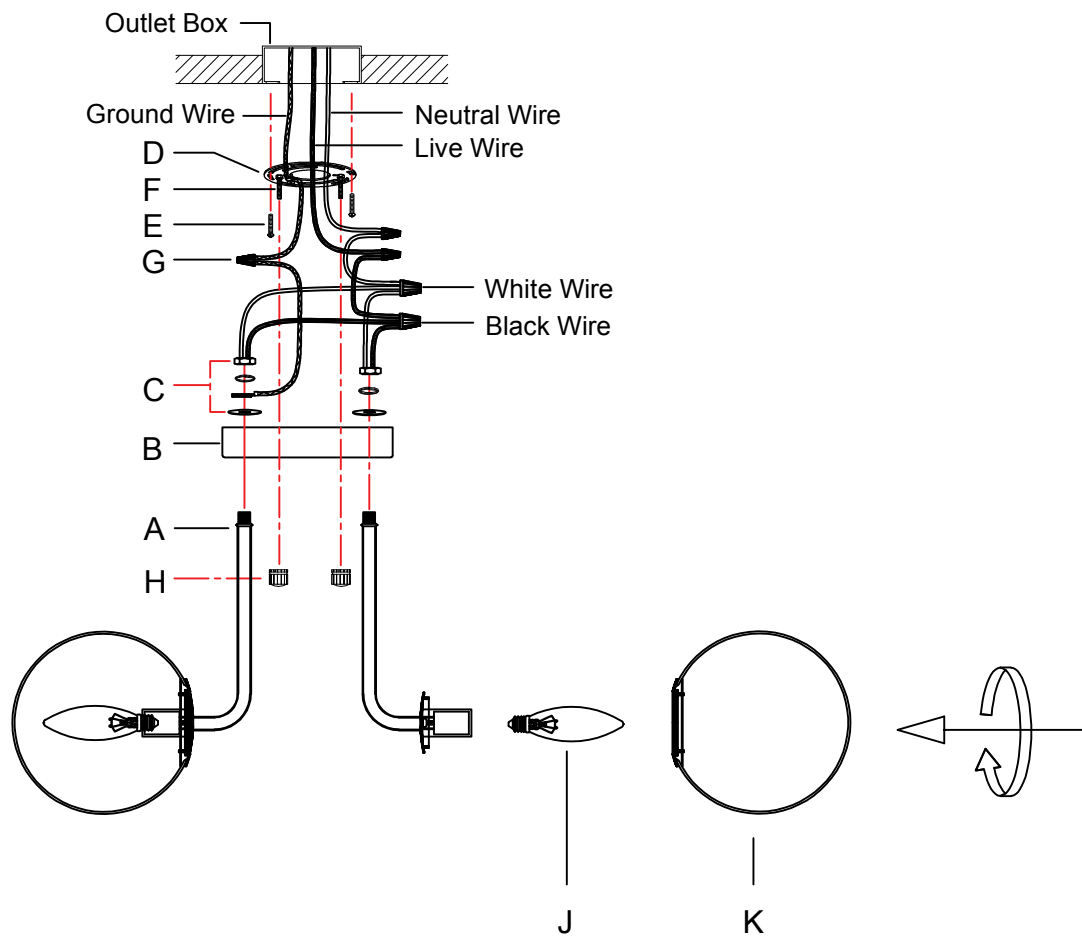 Outlet Box
Ground Wire
Neutral Wire
Live Wire
D
F
E
G
White Wire
Black Wire
C
B
A
H
J
K